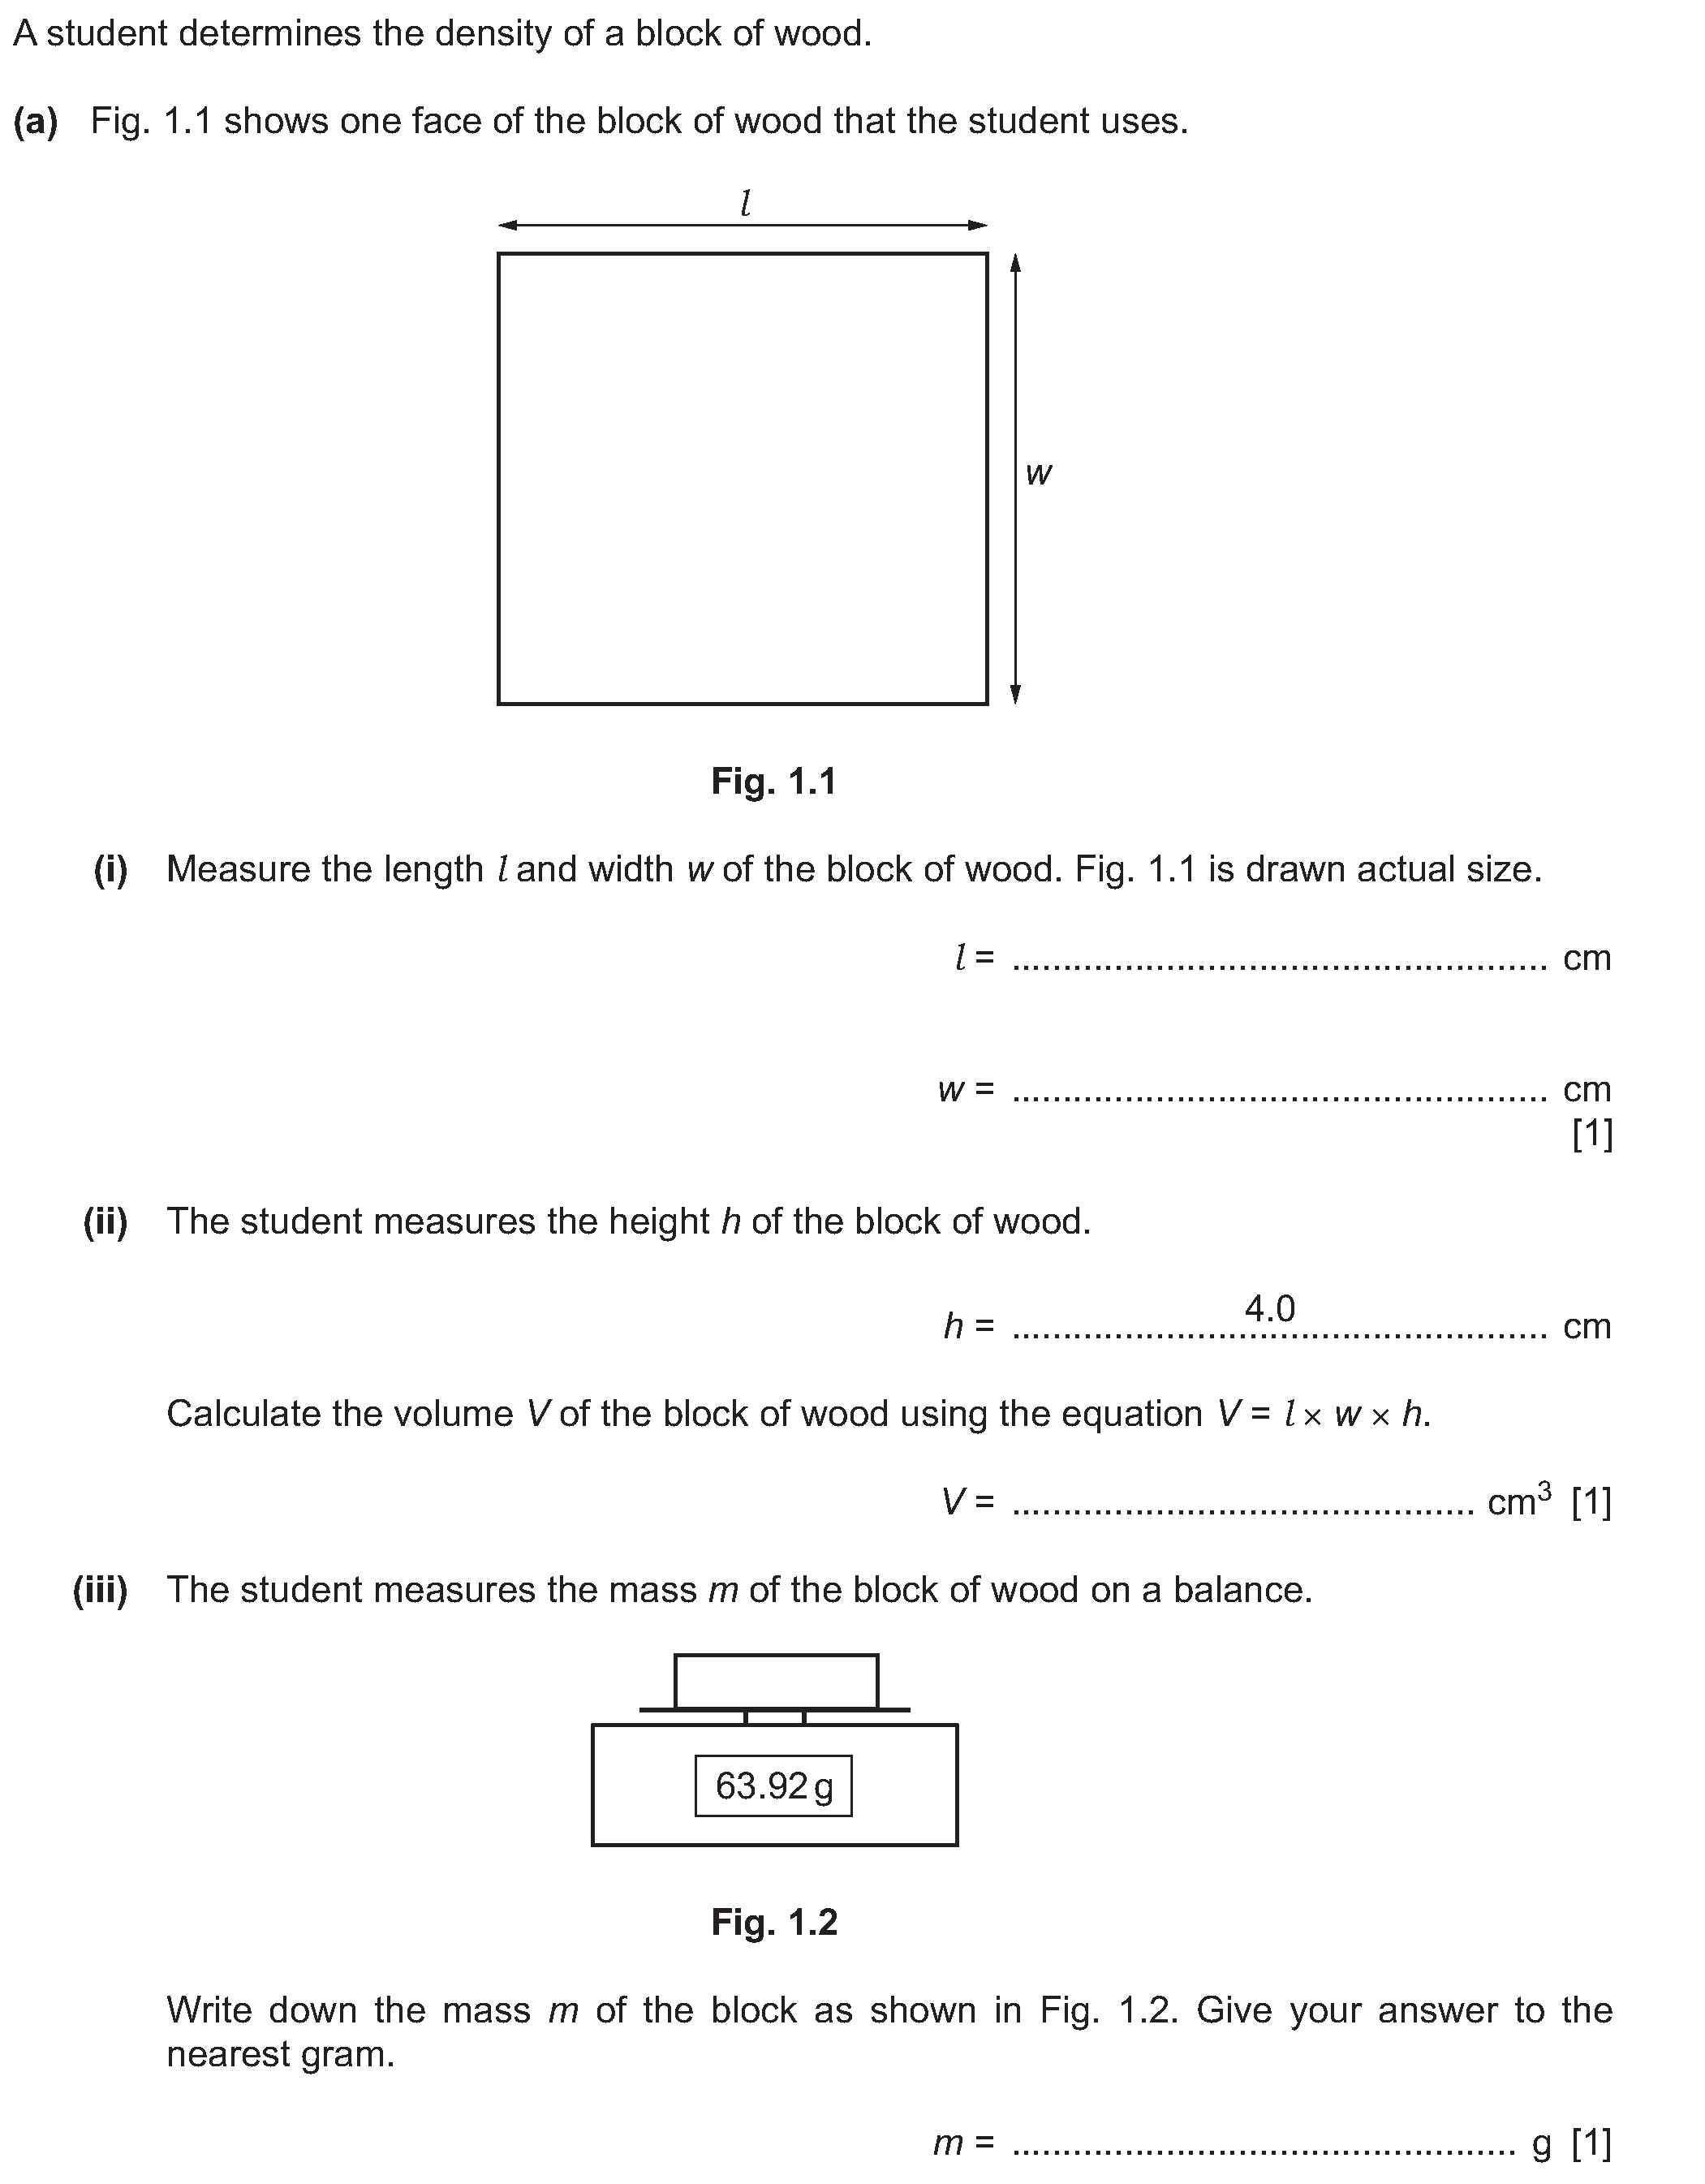 A student determines the density of a block of wood.
(a) Fig. 1.1 shows one face of the block of wood that the student uses.
l
w
Fig. 1.1
(i) Measure the length l and width w of the block of wood. Fig. 1.1 is drawn actual size.
l = .................................................... cm
w = .................................................... cm
[1]
(ii) The student measures the height h of the block of wood.
h = ......................4.0......................... cm
Calculate the volume V of the block of wood using the equation V = l × w × h.
V = ............................................. cm³ [1]
(iii) The student measures the mass m of the block of wood on a balance.
63.92 g
Fig. 1.2
Write down the mass m of the block as shown in Fig. 1.2. Give your answer to the
nearest gram.
m = ................................................. g [1]